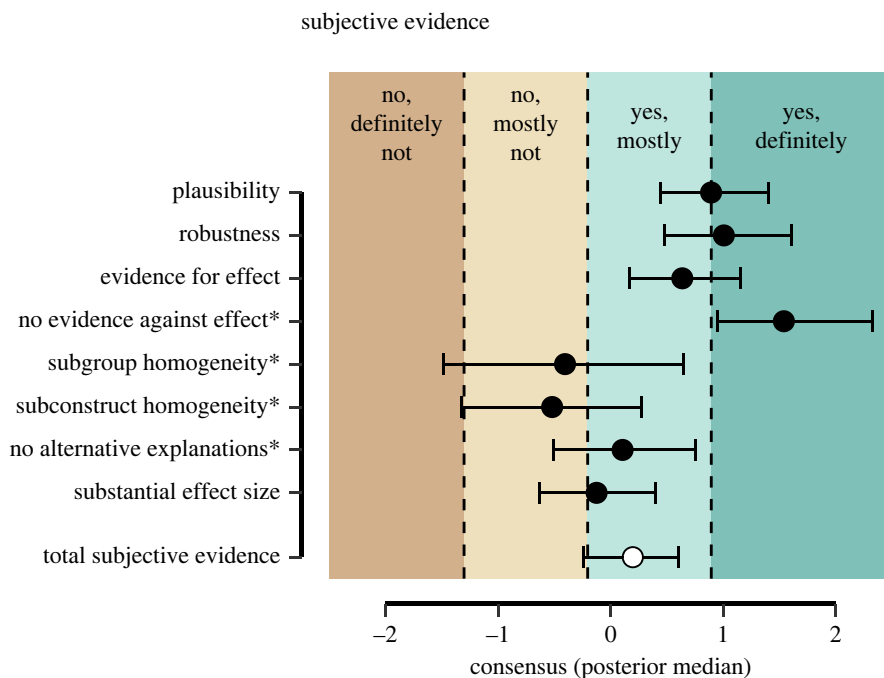 subjective evidence
no,
definitely
not
no,
mostly
not
yes,
mostly
yes,
definitely
plausibility
robustness
evidence for effect
no evidence against effect*
subgroup homogeneity*
subconstruct homogeneity*
no alternative explanations*
substantial effect size
total subjective evidence
–2 –1 0 1 2
consensus (posterior median)